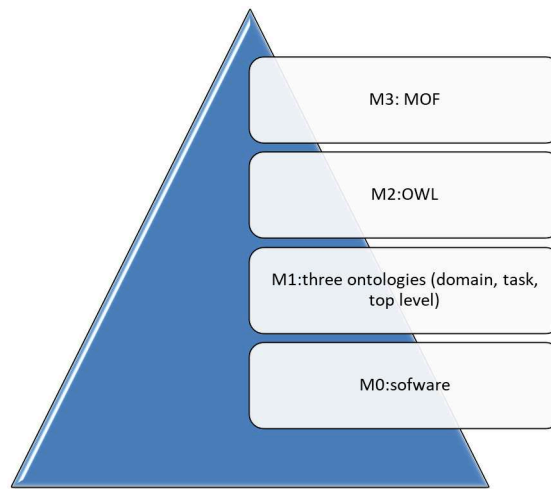 M3: MOF
M2:OWL
M1:three ontologies (domain, task,
top level)
M0:sofware